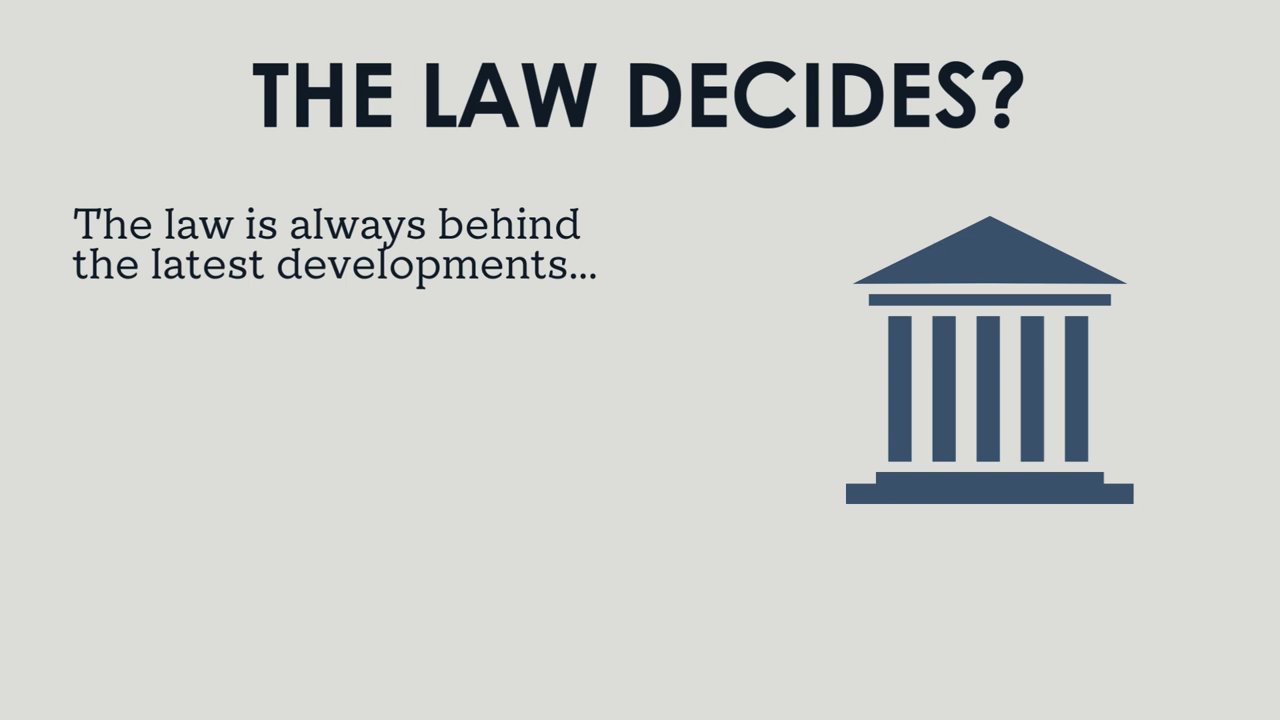 THE LAW DECIDES?
The law is always behind
the latest developments...